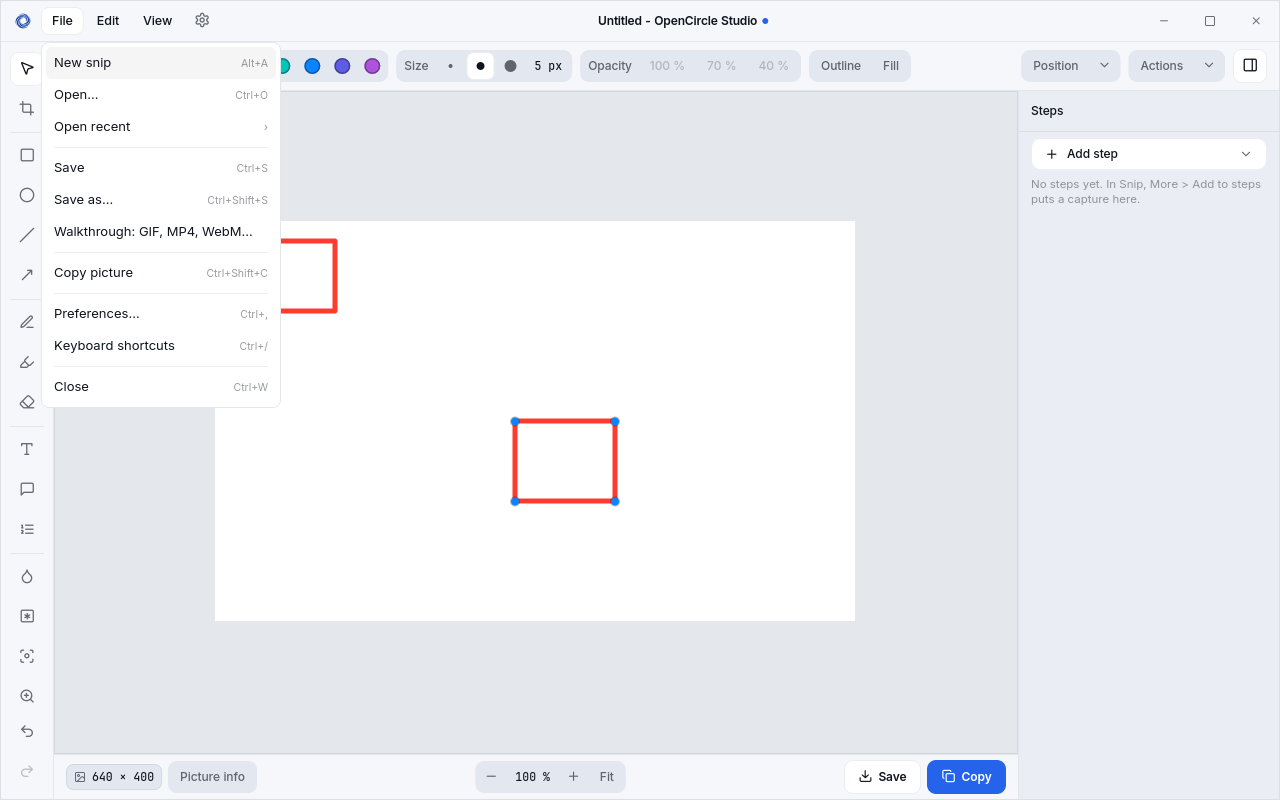 File Edit View
Untitled - OpenCircle Studio
New snip Alt+A
Open... Ctrl+O
Open recent
Save Ctrl+S
Save as... Ctrl+Shift+S
Walkthrough: GIF, MP4, WebM...
Copy picture Ctrl+Shift+C
Preferences... Ctrl+,
Keyboard shortcuts Ctrl+/
Close Ctrl+W
Size 5 px
Opacity 100 % 70 % 40 %
Outline Fill
Position Actions
Steps
Add step
No steps yet. In Snip, More > Add to steps
puts a capture here.
640 × 400 Picture info
100 % Fit
Save Copy